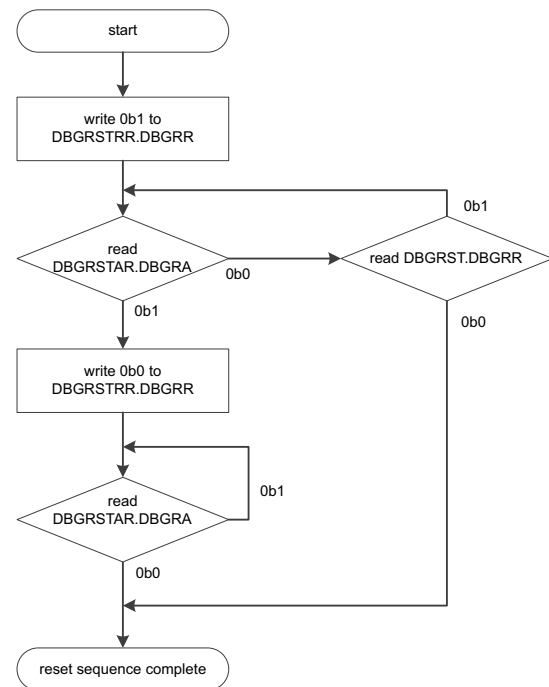 start
write 0b1 to
DBGRSTRR.DBGRR
0b1
read
DBGRSTAR.DBGRA
0b0
read DBGRST.DBGRR
0b1
0b0
write 0b0 to
DBGRSTRR.DBGRR
read
DBGRSTAR.DBGRA
0b1
0b0
reset sequence complete